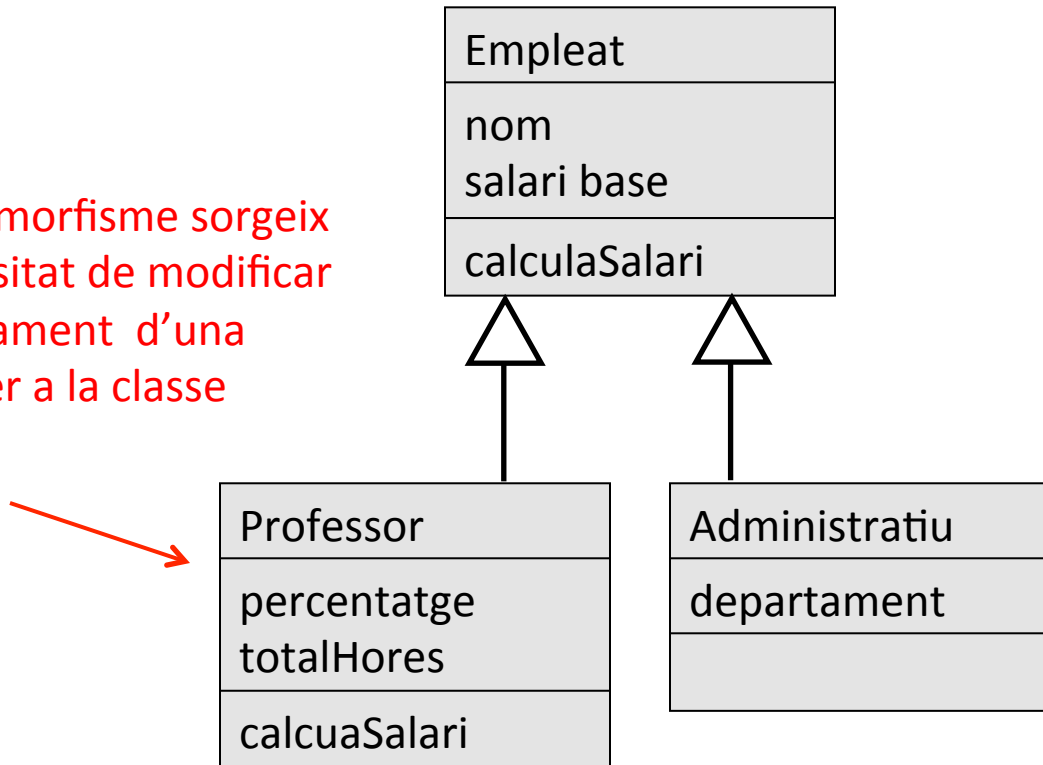 Empleat
nom
salari base
calculaSalari
morfisme sorgeix
sitat de modificar
ament d’una
er a la classe
Professor
percentatge
totalHores
calcuaSalari
Administratiu
departament